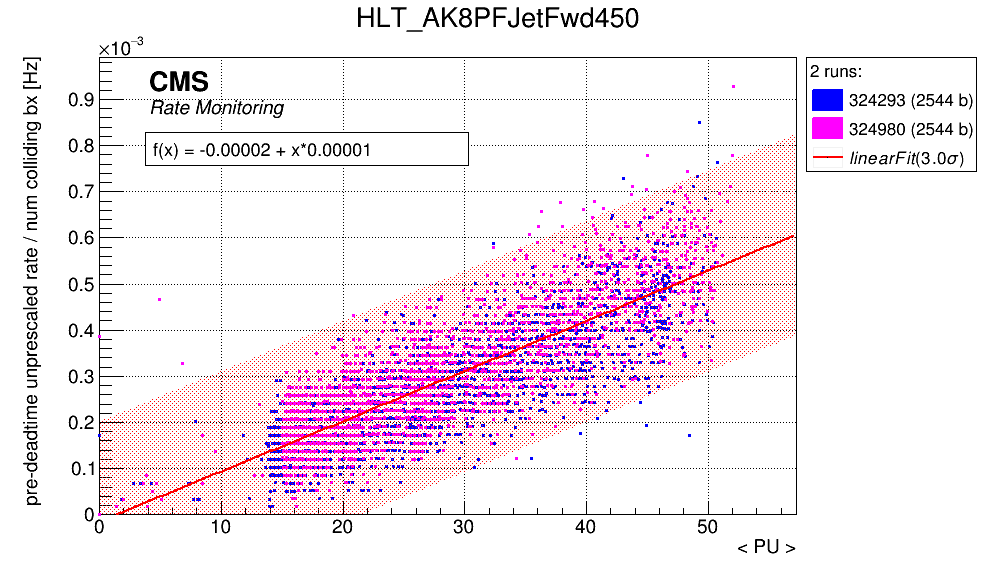 HLT_AK8PFJetFwd450
×10⁻³
pre-deadtime unprescaled rate / num colliding bx [Hz]
CMS
Rate Monitoring
f(x) = -0.00002 + x*0.00001
2 runs:
324293 (2544 b)
324980 (2544 b)
linearFit(3.0σ)
0.9
0.8
0.7
0.6
0.5
0.4
0.3
0.2
0.1
0
0 10 20 30 40 50
< PU >